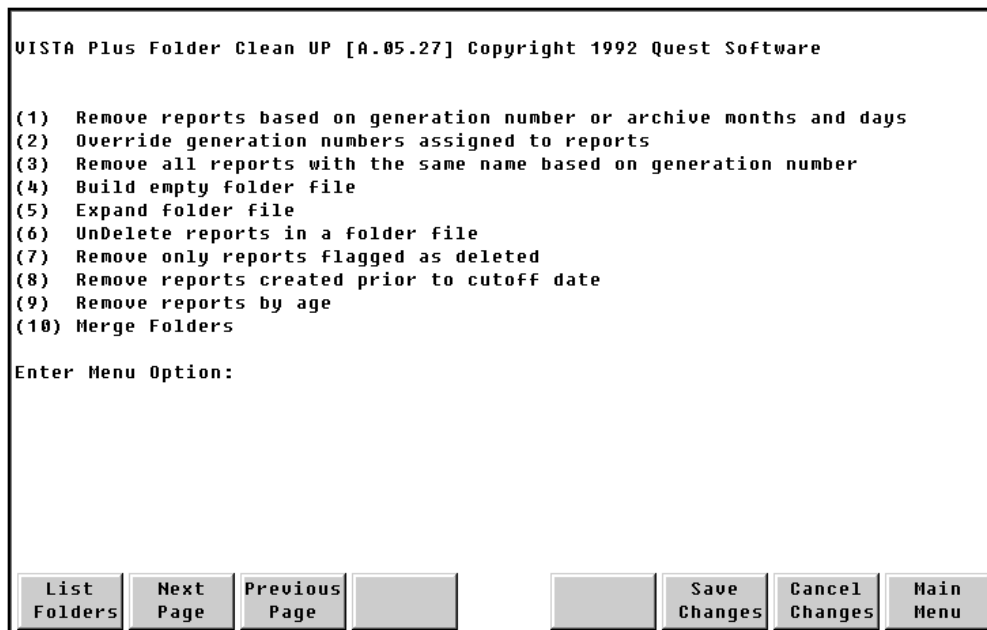 VISTA Plus Folder Clean UP [A.05.27] Copyright 1992 Quest Software
(1) Remove reports based on generation number or archive months and days
(2) Override generation numbers assigned to reports
(3) Remove all reports with the same name based on generation number
(4) Build empty folder file
(5) Expand folder file
(6) UnDelete reports in a folder file
(7) Remove only reports flagged as deleted
(8) Remove reports created prior to cutoff date
(9) Remove reports by age
(10) Merge Folders
Enter Menu Option:
List Next Previous Save Cancel Main
Folders Page Page Changes Changes Menu